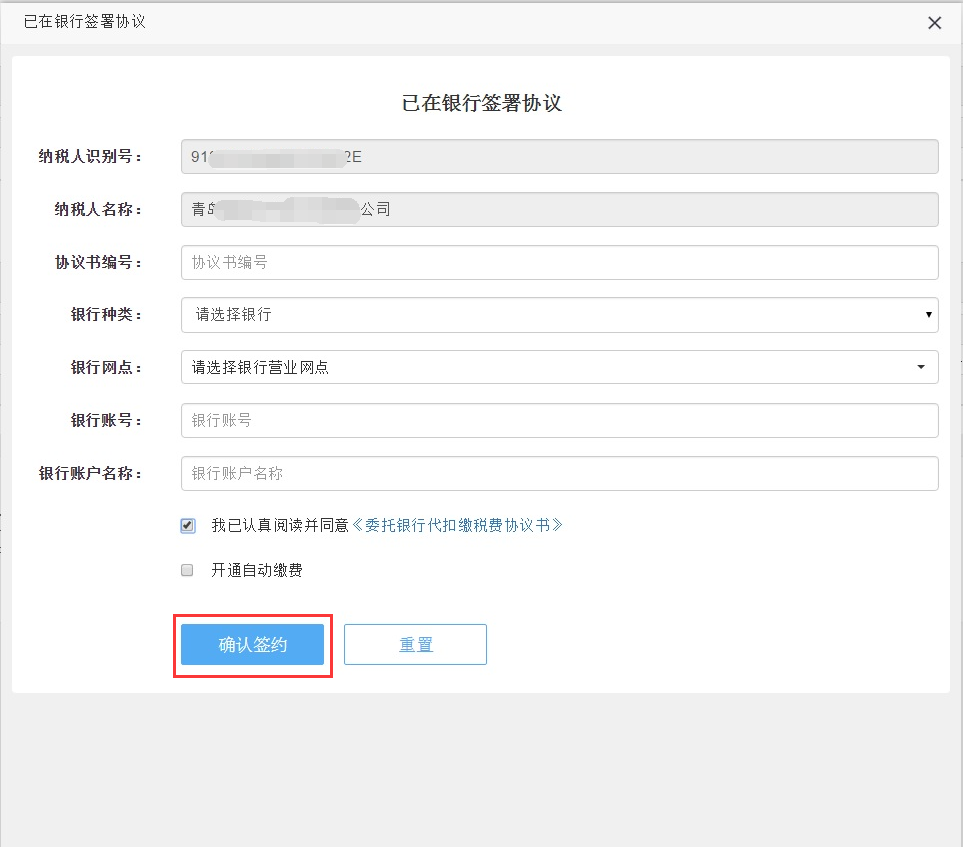 已在银行签署协议
已在银行签署协议
纳税人识别号： 91 2E
纳税人名称： 青岛 公司
协议书编号： 协议书编号
银行种类： 请选择银行
银行网点： 请选择银行营业网点
银行账号： 银行账号
银行账户名称： 银行账户名称
我已认真阅读并同意《委托银行代扣缴税费协议书》
开通自动缴费
确认签约 重置